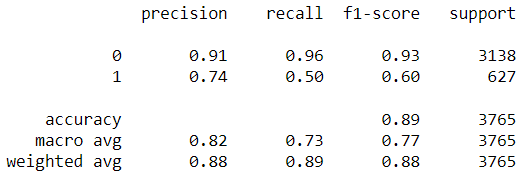 precision recall f1-score support
0 0.91 0.96 0.93 3138
1 0.74 0.50 0.60 627
accuracy 0.89 3765
macro avg 0.82 0.73 0.77 3765
weighted avg 0.88 0.89 0.88 3765